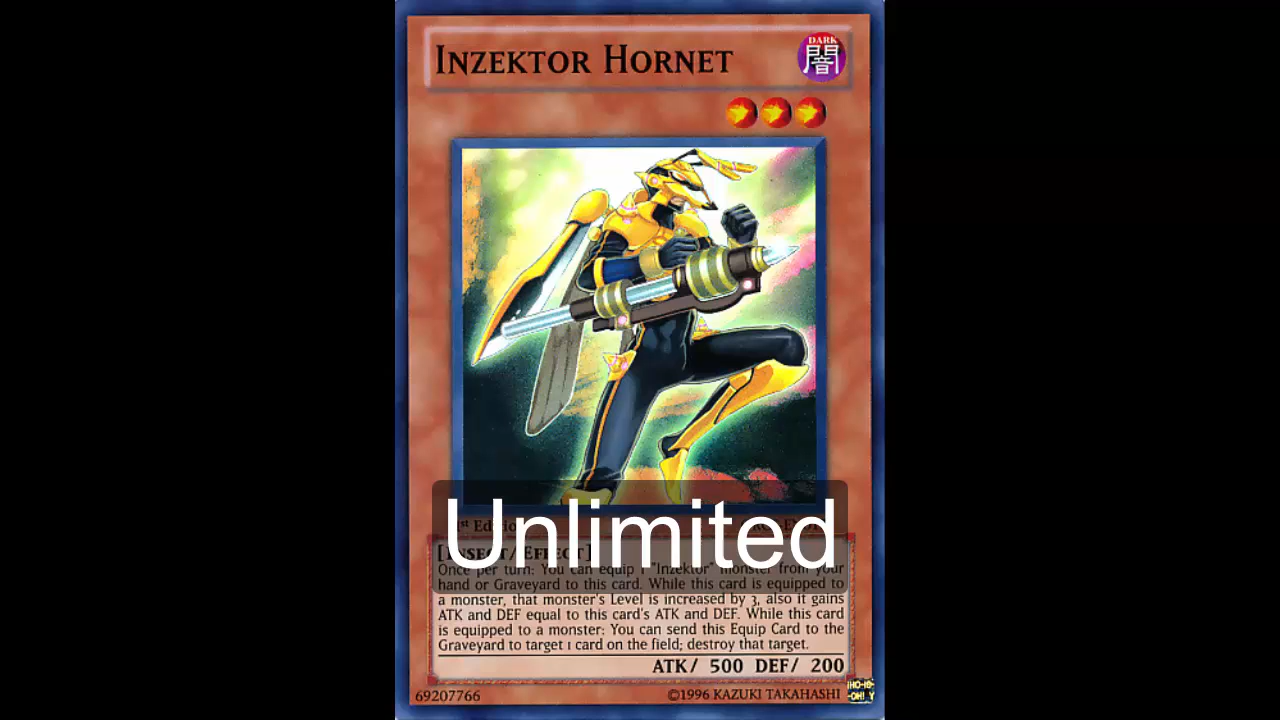 INZEKTOR HORNET
DARK
闇
Unlimited
1st Edition
[INSECT/EFFECT]
Once per turn: You can equip 1 "Inzektor" monster from your
hand or Graveyard to this card. While this card is equipped to
a monster, that monster's Level is increased by 3, also it gains
ATK and DEF equal to this card's ATK and DEF. While this card
is equipped to a monster: You can send this Equip Card to the
Graveyard to target 1 card on the field; destroy that target.
ATK/ 500 DEF/ 200
69207766
©1996 KAZUKI TAKAHASHI